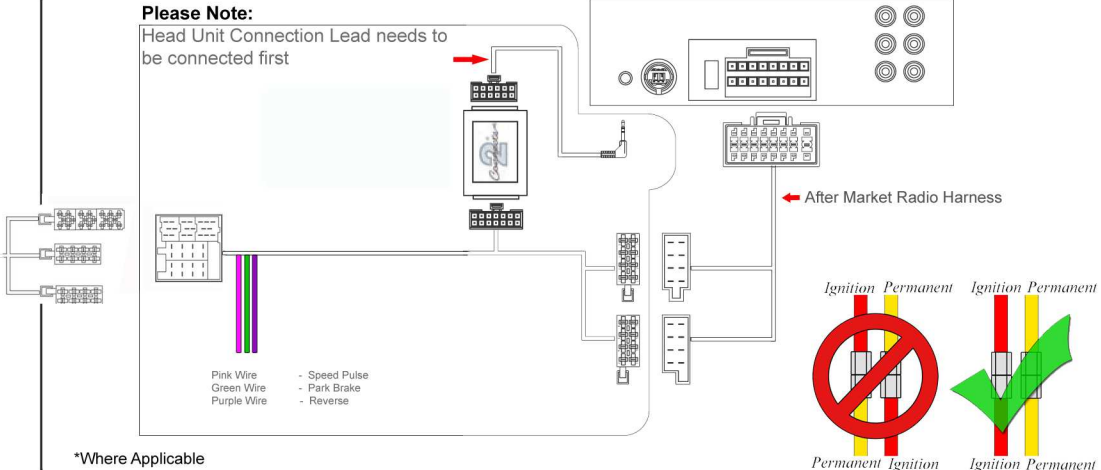 Please Note:
Head Unit Connection Lead needs to
be connected first
2
After Market Radio Harness
Ignition Permanent Ignition Permanent
Pink Wire - Speed Pulse
Green Wire - Park Brake
Purple Wire - Reverse
*Where Applicable
Permanent Ignition Ignition Permanent